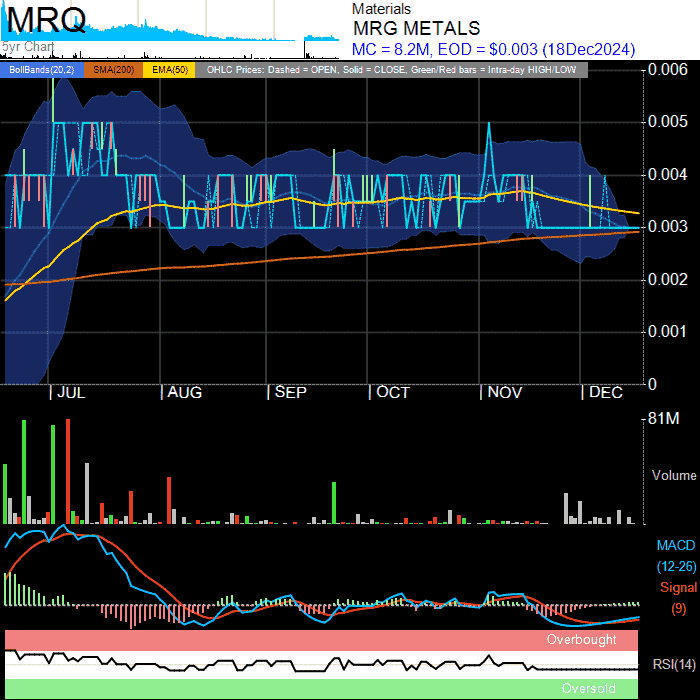 MRQ
5yr Chart
Materials
MRG METALS
MC = 8.2M, EOD = $0.003 (18Dec2024)
BollBands(20,2) SMA(200) EMA(50) OHLC Prices: Dashed = OPEN, Solid = CLOSE, Green/Red bars = Intra-day HIGH/LOW
0.006
0.005
0.004
0.003
0.002
0.001
0
JUL AUG SEP OCT NOV DEC
81M
Volume
MACD
(12-26)
Signal
(9)
Overbought
RSI(14)
Oversold